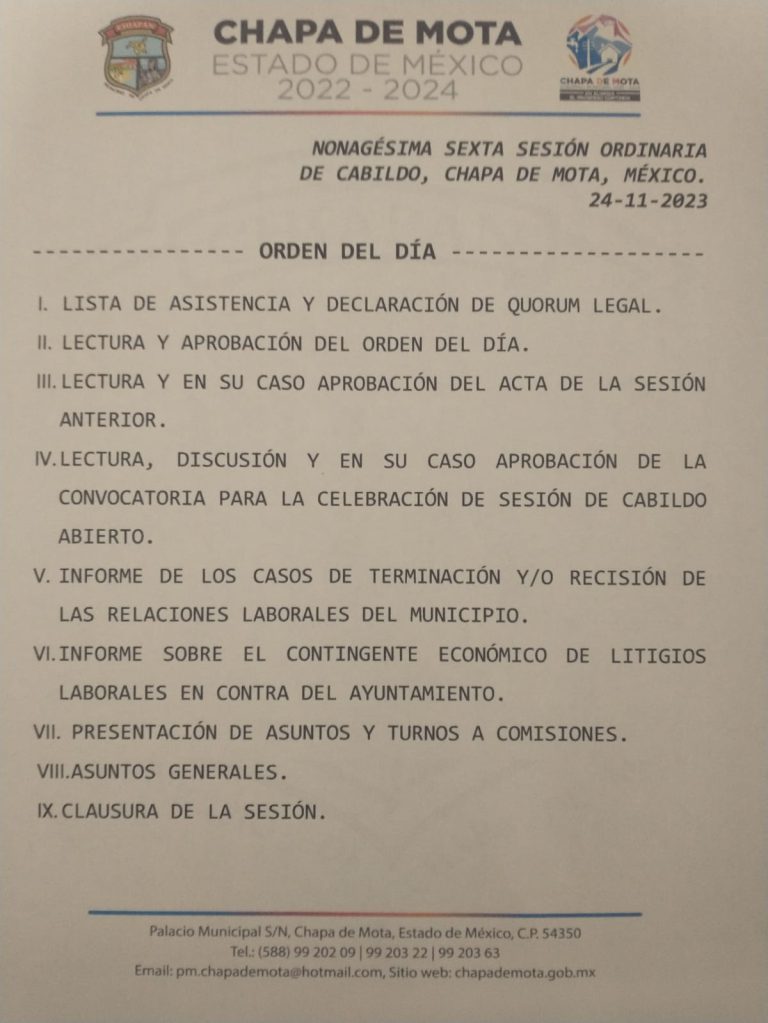 CHAPA DE MOTA
ESTADO DE MÉXICO
2022 - 2024
CHAPA DE MOTA
NONAGÉSIMA SEXTA SESIÓN ORDINARIA
DE CABILDO, CHAPA DE MOTA, MÉXICO.
24-11-2023
---------------- ORDEN DEL DÍA -------------------
I. LISTA DE ASISTENCIA Y DECLARACIÓN DE QUORUM LEGAL.
II. LECTURA Y APROBACIÓN DEL ORDEN DEL DÍA.
III. LECTURA Y EN SU CASO APROBACIÓN DEL ACTA DE LA SESIÓN
ANTERIOR.
IV. LECTURA, DISCUSIÓN Y EN SU CASO APROBACIÓN DE LA
CONVOCATORIA PARA LA CELEBRACIÓN DE SESIÓN DE CABILDO
ABIERTO.
V. INFORME DE LOS CASOS DE TERMINACIÓN Y/O RECISIÓN DE
LAS RELACIONES LABORALES DEL MUNICIPIO.
VI. INFORME SOBRE EL CONTINGENTE ECONÓMICO DE LITIGIOS
LABORALES EN CONTRA DEL AYUNTAMIENTO.
VII. PRESENTACIÓN DE ASUNTOS Y TURNOS A COMISIONES.
VIII. ASUNTOS GENERALES.
IX. CLAUSURA DE LA SESIÓN.
Palacio Municipal S/N, Chapa de Mota, Estado de México, C.P. 54350
Tel.: (588) 99 202 09 | 99 203 22 | 99 203 63
Email: pm.chapademota@hotmail.com, Sitio web: chapademota.gob.mx